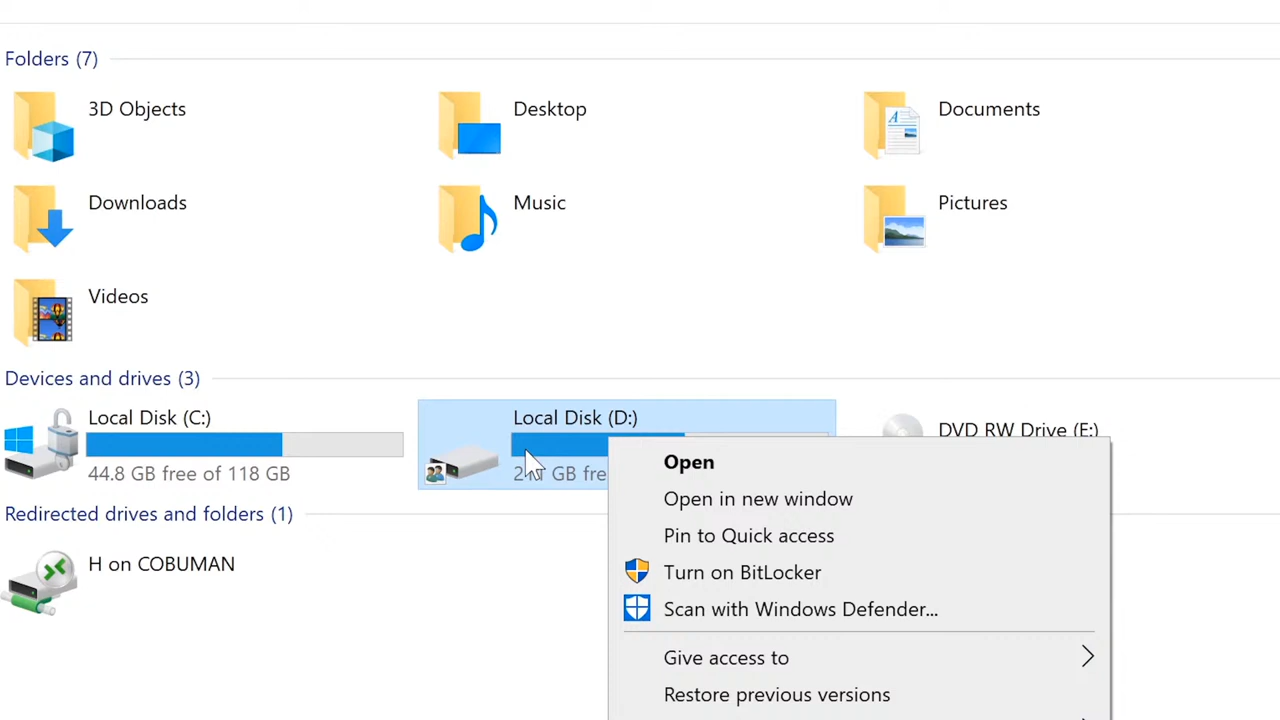 Folders (7)
3D Objects
Desktop
Documents
Downloads
Music
Pictures
Videos
Devices and drives (3)
Local Disk (C:)
44.8 GB free of 118 GB
Local Disk (D:)
GB
DVD RW Drive (E:)
Redirected drives and folders (1)
H on COBUMAN
Open
Open in new window
Pin to Quick access
Turn on BitLocker
Scan with Windows Defender...
Give access to
Restore previous versions